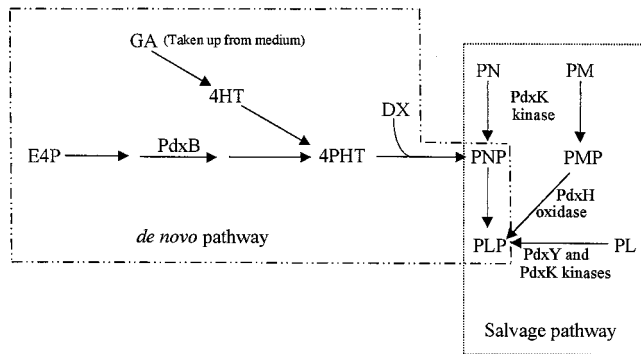 GA (Taken up from medium)
4HT
DX
E4P
PdxB
4PHT
de novo pathway
PN
PM
PdxK
kinase
PNP
PMP
PdxH
oxidase
PLP
PL
PdxY and
PdxK kinases
Salvage pathway